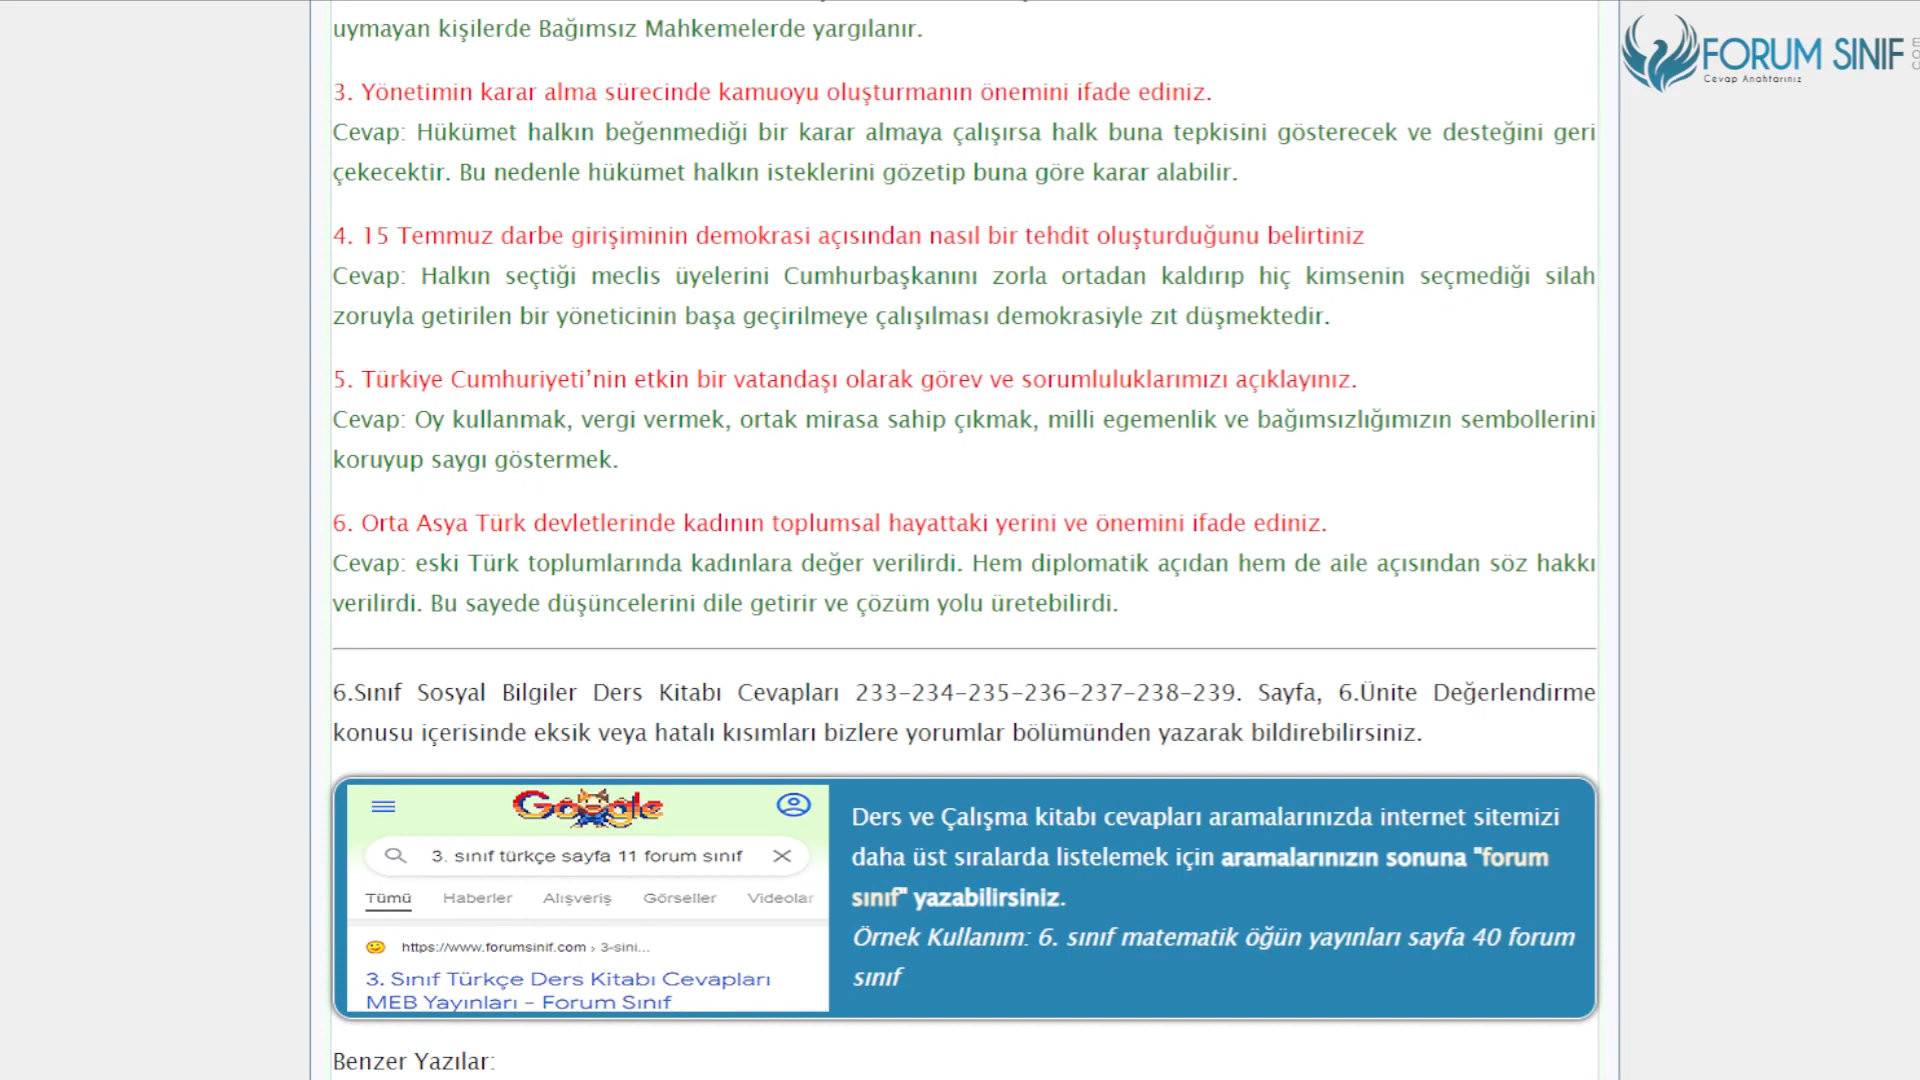 uymayan kişilerde Bağımsız Mahkemelerde yargılanır.
FORUM SINIF
com
Cevap Anahtarınız
3. Yönetimin karar alma sürecinde kamuoyu oluşturmanın önemini ifade ediniz.
Cevap: Hükümet halkın beğenmediği bir karar almaya çalışırsa halk buna tepkisini gösterecek ve desteğini geri
çekecektir. Bu nedenle hükümet halkın isteklerini gözetip buna göre karar alabilir.
4. 15 Temmuz darbe girişiminin demokrasi açısından nasıl bir tehdit oluşturduğunu belirtiniz
Cevap: Halkın seçtiği meclis üyelerini Cumhurbaşkanını zorla ortadan kaldırıp hiç kimsenin seçmediği silah
zoruyla getirilen bir yöneticinin başa geçirilmeye çalışılması demokrasiyle zıt düşmektedir.
5. Türkiye Cumhuriyeti’nin etkin bir vatandaşı olarak görev ve sorumluluklarımızı açıklayınız.
Cevap: Oy kullanmak, vergi vermek, ortak mirasa sahip çıkmak, milli egemenlik ve bağımsızlığımızın sembollerini
koruyup saygı göstermek.
6. Orta Asya Türk devletlerinde kadının toplumsal hayattaki yerini ve önemini ifade ediniz.
Cevap: eski Türk toplumlarında kadınlara değer verilirdi. Hem diplomatik açıdan hem de aile açısından söz hakkı
verilirdi. Bu sayede düşüncelerini dile getirir ve çözüm yolu üretebilirdi.
6.Sınıf Sosyal Bilgiler Ders Kitabı Cevapları 233-234-235-236-237-238-239. Sayfa, 6.Ünite Değerlendirme
konusu içerisinde eksik veya hatalı kısımları bizlere yorumlar bölümünden yazarak bildirebilirsiniz.
Google
3. sınıf türkçe sayfa 11 forum sınıf
Tümü Haberler Alışveriş Görseller Videolar
https://www.forumsinif.com › 3-sini...
3. Sınıf Türkçe Ders Kitabı Cevapları
MEB Yayınları - Forum Sınıf
Ders ve Çalışma kitabı cevapları aramalarınızda internet sitemizi
daha üst sıralarda listelemek için aramalarınızın sonuna "forum
sınıf" yazabilirsiniz.
Örnek Kullanım: 6. sınıf matematik öğün yayınları sayfa 40 forum
sınıf
Benzer Yazılar: